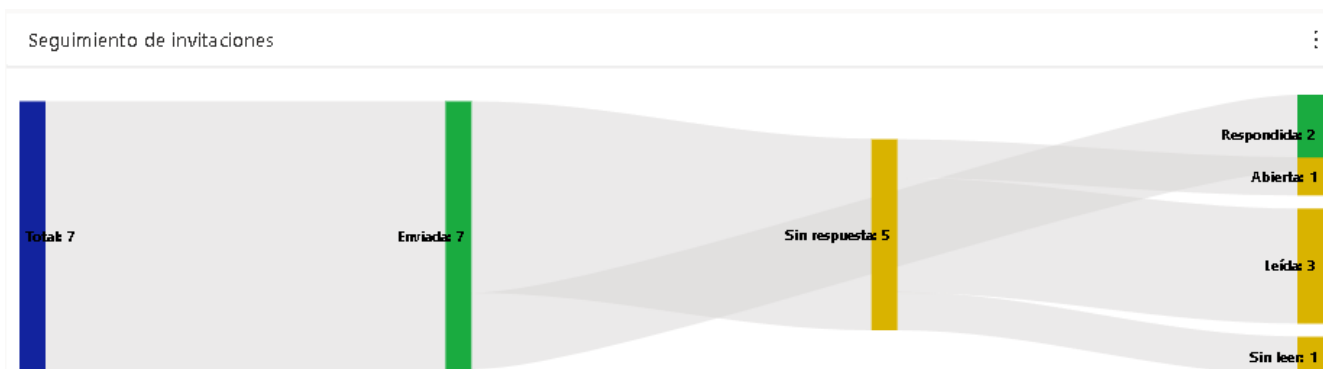 Seguimiento de invitaciones
Respondida: 2
Abierta: 1
Total: 7
Enviada: 7
Sin respuesta: 5
Leída: 3
Sin leer: 1